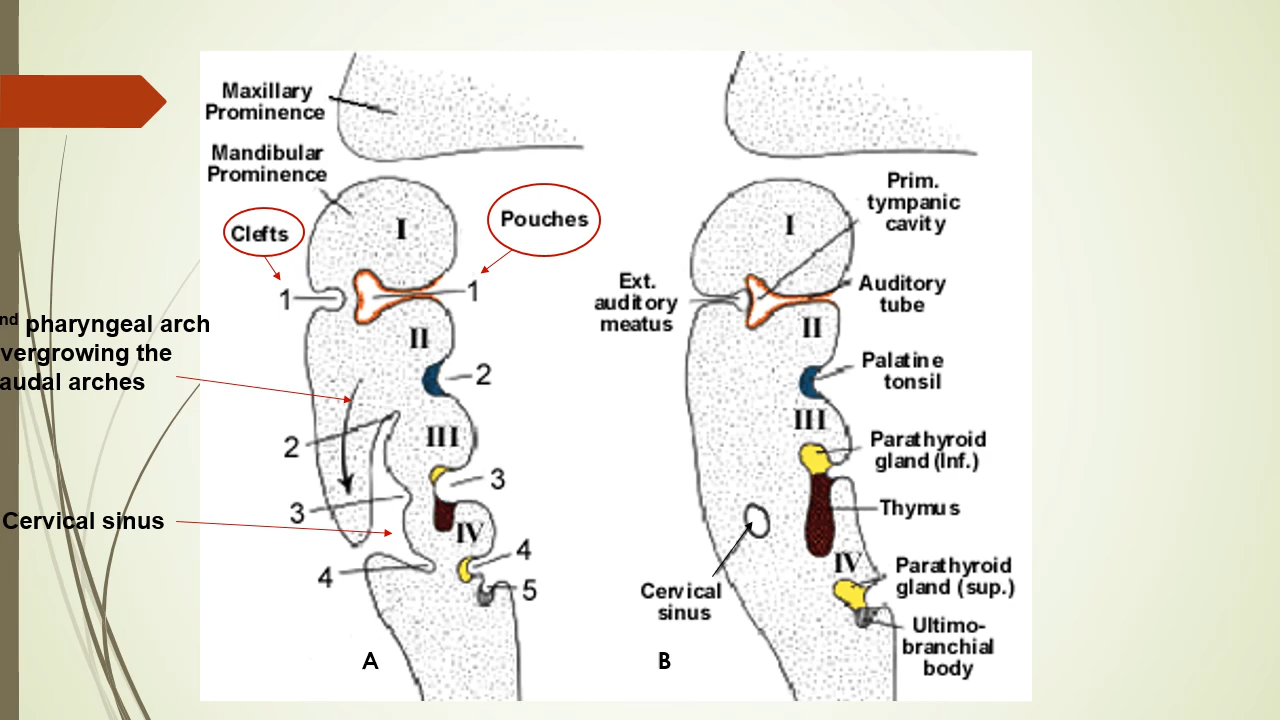 Maxillary
Prominence
Mandibular
Prominence
Clefts
Pouches
I
1
1
nd pharyngeal arch
vergrowing the
audal arches
II
2
2
III
3
3
Cervical sinus
IV
4
4
5
A
Prim.
tympanic
cavity
I
Ext.
auditory
meatus
Auditory
tube
II
Palatine
tonsil
III
Parathyroid
gland (Inf.)
Thymus
IV
Cervical
sinus
Parathyroid
gland (sup.)
Ultimo-
branchial
body
B